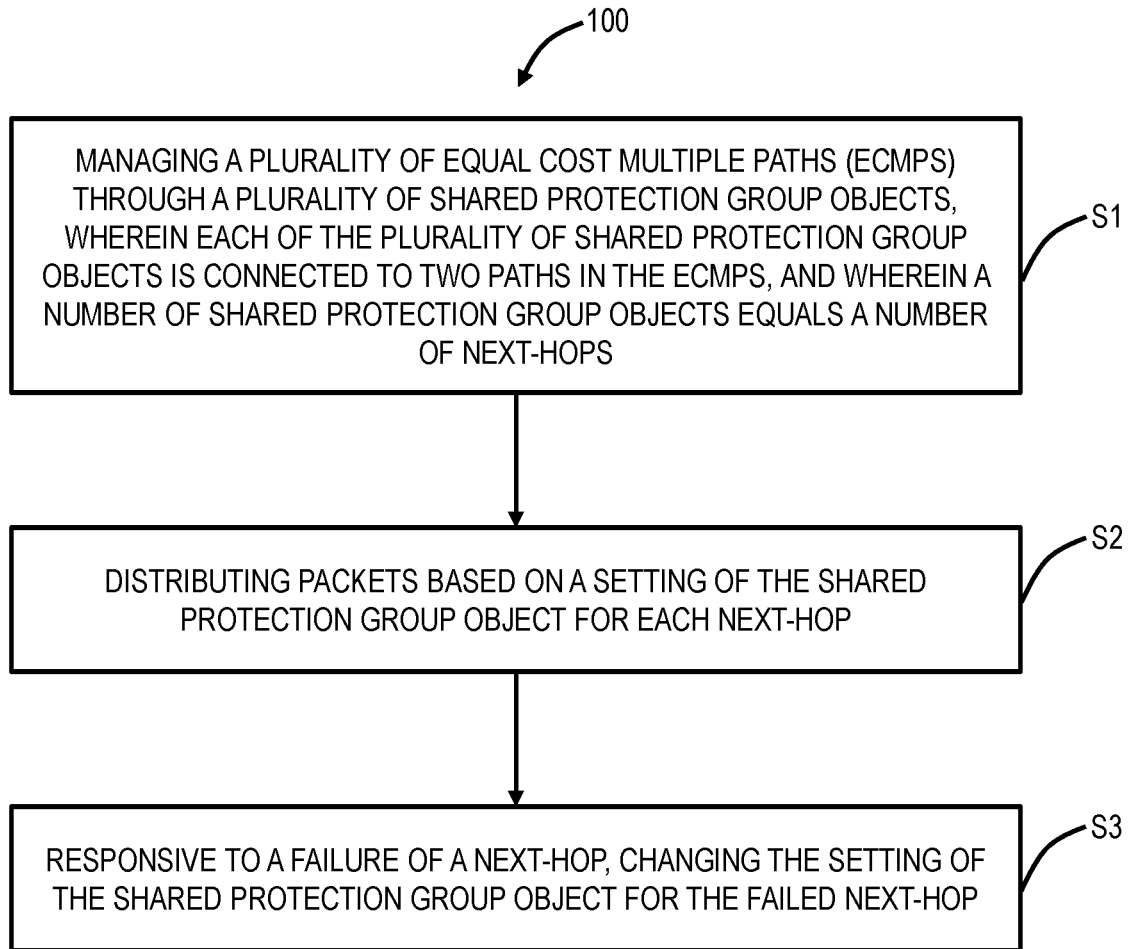 100
MANAGING A PLURALITY OF EQUAL COST MULTIPLE PATHS (ECMPS)
THROUGH A PLURALITY OF SHARED PROTECTION GROUP OBJECTS,
WHEREIN EACH OF THE PLURALITY OF SHARED PROTECTION GROUP
OBJECTS IS CONNECTED TO TWO PATHS IN THE ECMPS, AND WHEREIN A
NUMBER OF SHARED PROTECTION GROUP OBJECTS EQUALS A NUMBER
OF NEXT-HOPS
S1
DISTRIBUTING PACKETS BASED ON A SETTING OF THE SHARED
PROTECTION GROUP OBJECT FOR EACH NEXT-HOP
S2
RESPONSIVE TO A FAILURE OF A NEXT-HOP, CHANGING THE SETTING OF
THE SHARED PROTECTION GROUP OBJECT FOR THE FAILED NEXT-HOP
S3